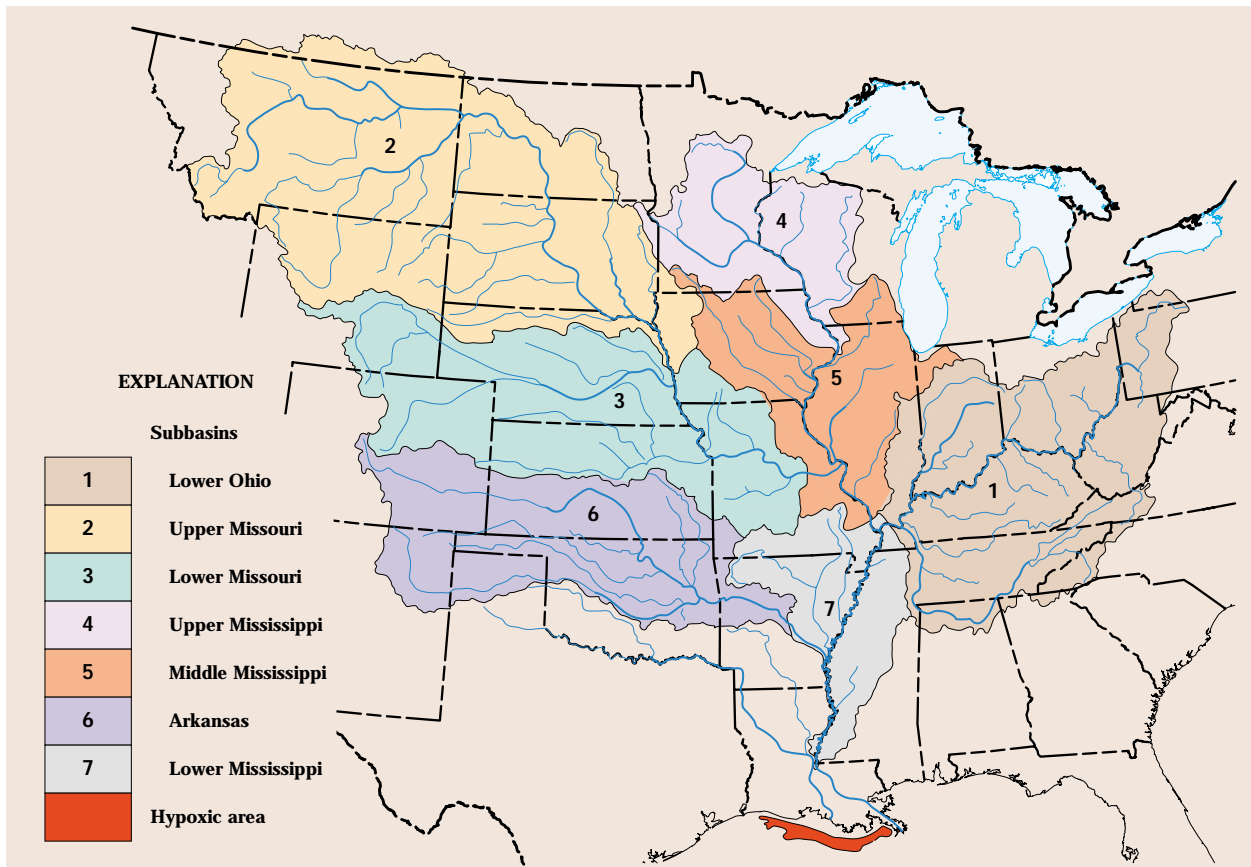 2
4
5
3
1
6
7
EXPLANATION
Subbasins
1 Lower Ohio
2 Upper Missouri
3 Lower Missouri
4 Upper Mississippi
5 Middle Mississippi
6 Arkansas
7 Lower Mississippi
Hypoxic area